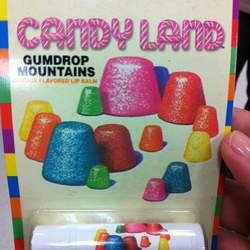 CANDY LAND
GUMDROP
MOUNTAINS
FLAVORED LIP BALM